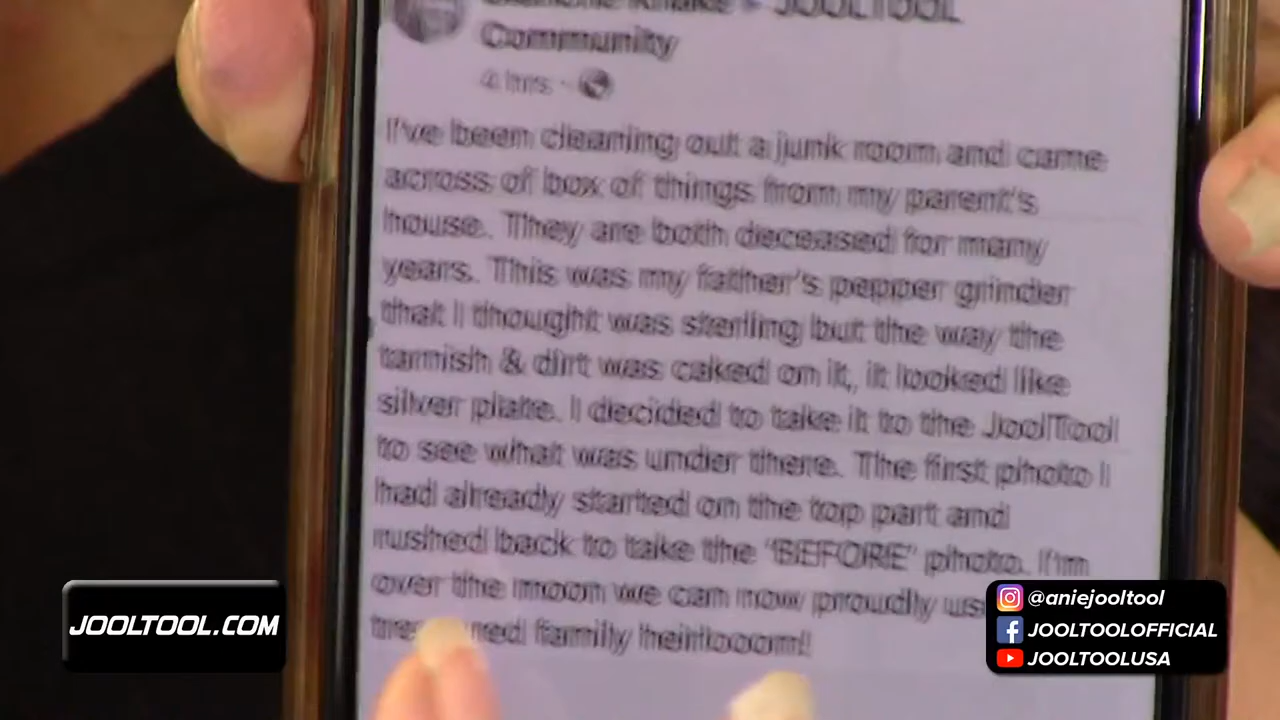 JOOLTOOL
Community
4 hrs ·
I've been cleaning out a junk room and came
across of box of things from my parent's
house. They are both deceased for many
years. This was my father's pepper grinder
that I thought was sterling but the way the
tarnish & dirt was caked on it, it looked like
silver plate. I decided to take it to the JoolTool
to see what was under there. The first photo I
had already started on the top part and
rushed back to take the "BEFORE" photo. I'm
over the moon we can now proudly
family heirlooom!
JOOLTOOL.COM
@aniejooltool
JOOLTOOLOFFICIAL
JOOLTOOLUSA